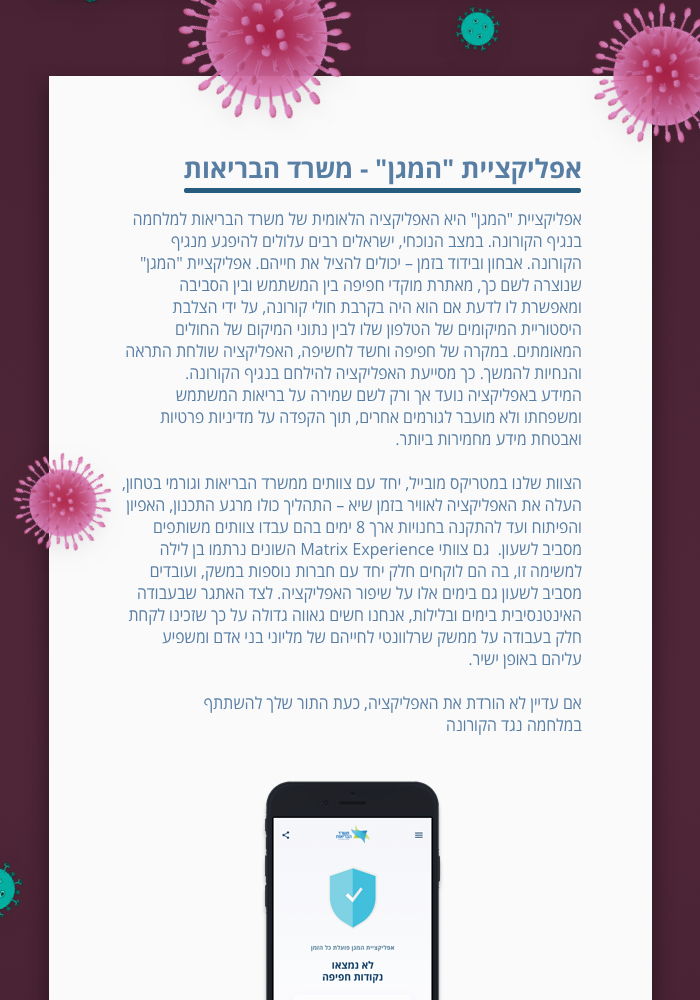 אפליקציית "המגן" - משרד הבריאות
אפליקציית "המגן" היא האפליקציה הלאומית של משרד הבריאות למלחמה
בנגיף הקורונה. במצב הנוכחי, ישראלים רבים עלולים להיפגע מנגיף
הקורונה. אבחון ובידוד בזמן – יכולים להציל את חייהם. אפליקציית "המגן"
שנוצרה לשם כך, מאתרת מוקדי חפיפה בין המשתמש ובין הסביבה
ומאפשרת לו לדעת אם הוא היה בקרבת חולי קורונה, על ידי הצלבת
היסטוריית המיקומים של הטלפון שלו לבין נתוני המיקום של החולים
המאומתים. במקרה של חפיפה וחשד לחשיפה, האפליקציה שולחת התראה
והנחיות להמשך. כך מסייעת האפליקציה להילחם בנגיף הקורונה.
המידע באפליקציה נועד אך ורק לשם שמירה על בריאות המשתמש
ומשפחתו ולא מועבר לגורמים אחרים, תוך הקפדה על מדיניות פרטיות
ואבטחת מידע מחמירות ביותר.
הצוות שלנו במטריקס מובייל, יחד עם צוותים ממשרד הבריאות וגורמי בטחון,
העלה את האפליקציה לאוויר בזמן שיא – התהליך כולו מרגע התכנון, האפיון
והפיתוח ועד להתקנה בחנויות ארך 8 ימים בהם עבדו צוותים משותפים
מסביב לשעון. גם צוותי Matrix Experience השונים נרתמו בן לילה
למשימה זו, בה הם לוקחים חלק יחד עם חברות נוספות במשק, ועובדים
מסביב לשעון גם בימים אלו על שיפור האפליקציה. לצד האתגר שבעבודה
האינטנסיבית בימים ובלילות, אנחנו חשים גאווה גדולה על כך שזכינו לקחת
חלק בעבודה על ממשק שרלוונטי לחייהם של מליוני בני אדם ומשפיע
עליהם באופן ישיר.
אם עדיין לא הורדת את האפליקציה, כעת התור שלך להשתתף
במלחמה נגד הקורונה
משרד
הבריאות
אפליקציית המגן פועלת כל הזמן
לא נמצאו
נקודות חפיפה